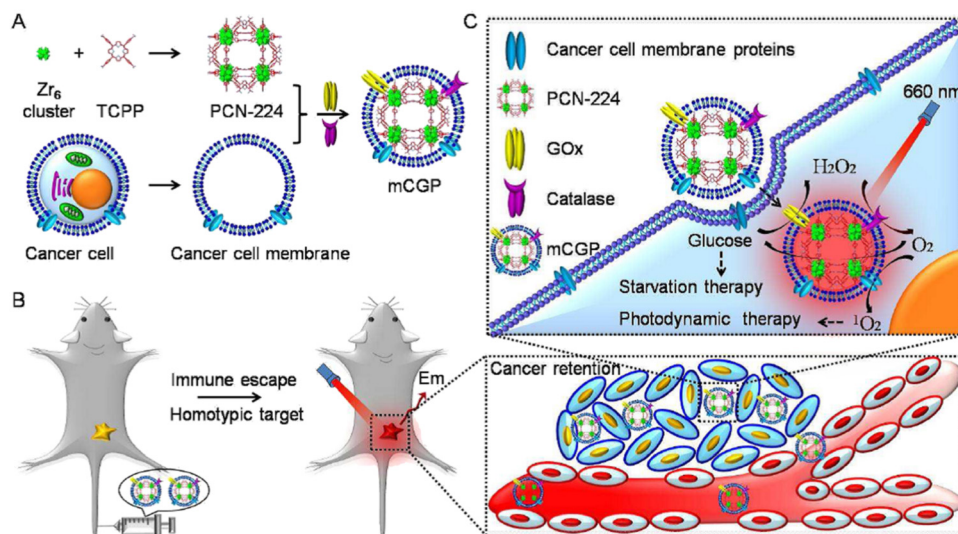 A
+
Zr₆
cluster
TCPP
PCN-224
mCGP
Cancer cell
Cancer cell membrane
B
Immune escape
Homotypic target
Em
C
Cancer cell membrane proteins
PCN-224
GOx
Catalase
mCGP
660 nm
H₂O₂
Glucose
O₂
Starvation therapy
Photodynamic therapy
¹O₂
Cancer retention